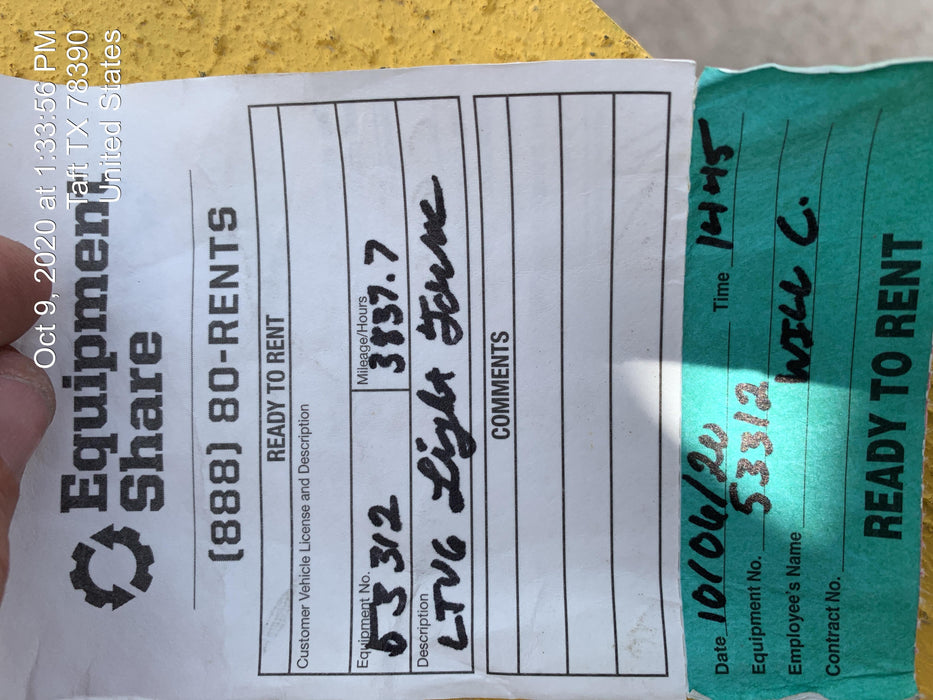 Oct 9, 2020 at 1:33:56 PM
Taft TX 78390
United States
Equipment
Share
(888) 80-RENTS
READY TO RENT
Customer Vehicle License and Description
Equipment No. Mileage/Hours
53312 3837.7
Description
LTV6 Light Tower
COMMENTS
Date 10/06/20 Time 1445
Equipment No. 53312
Employee's Name WILL C.
Contract No.
READY TO RENT